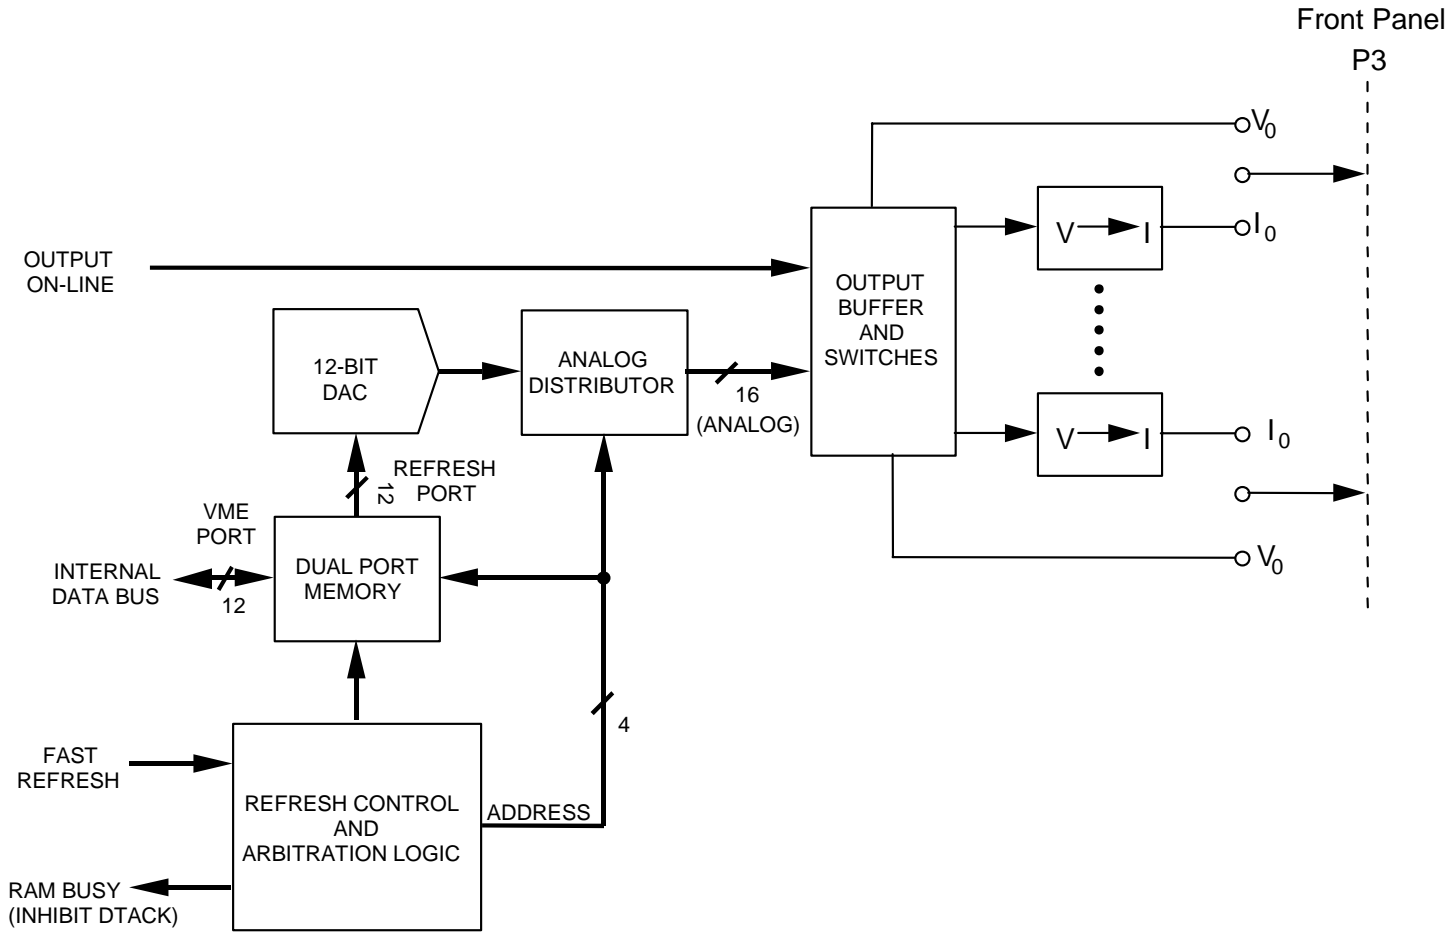 Front Panel
P3
V0
I0
V I
OUTPUT
ON-LINE
OUTPUT
BUFFER
AND
SWITCHES
12-BIT
DAC
ANALOG
DISTRIBUTOR
16
(ANALOG)
V I
I0
V0
REFRESH
PORT
12
VME
PORT
INTERNAL
DATA BUS
12
DUAL PORT
MEMORY
4
FAST
REFRESH
REFRESH CONTROL
AND
ARBITRATION LOGIC
ADDRESS
RAM BUSY
(INHIBIT DTACK)